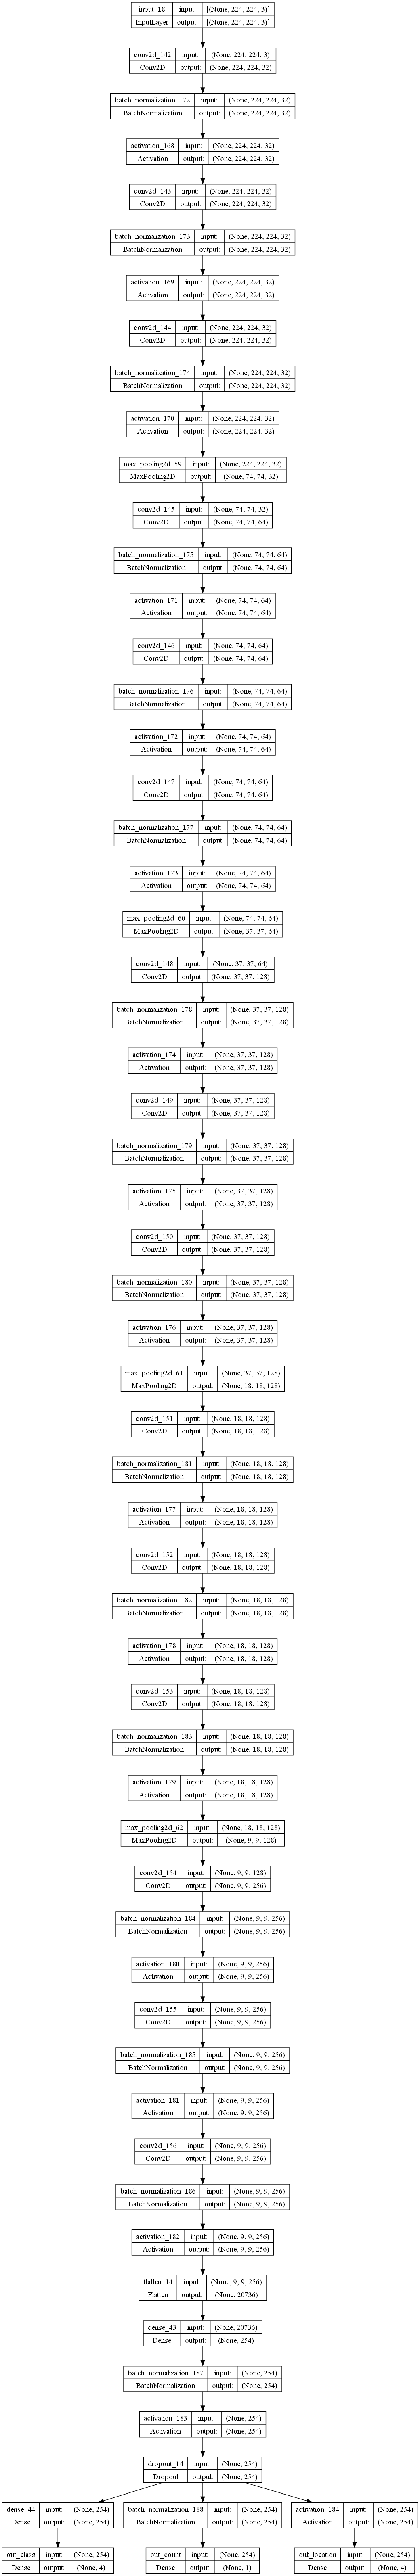 input_18 input: [(None, 224, 224, 3)]
InputLayer output: [(None, 224, 224, 3)]
conv2d_142 input: (None, 224, 224, 3)
Conv2D output: (None, 224, 224, 32)
batch_normalization_172 input: (None, 224, 224, 32)
BatchNormalization output: (None, 224, 224, 32)
activation_168 input: (None, 224, 224, 32)
Activation output: (None, 224, 224, 32)
conv2d_143 input: (None, 224, 224, 32)
Conv2D output: (None, 224, 224, 32)
batch_normalization_173 input: (None, 224, 224, 32)
BatchNormalization output: (None, 224, 224, 32)
activation_169 input: (None, 224, 224, 32)
Activation output: (None, 224, 224, 32)
conv2d_144 input: (None, 224, 224, 32)
Conv2D output: (None, 224, 224, 32)
batch_normalization_174 input: (None, 224, 224, 32)
BatchNormalization output: (None, 224, 224, 32)
activation_170 input: (None, 224, 224, 32)
Activation output: (None, 224, 224, 32)
max_pooling2d_59 input: (None, 224, 224, 32)
MaxPooling2D output: (None, 74, 74, 32)
conv2d_145 input: (None, 74, 74, 32)
Conv2D output: (None, 74, 74, 64)
batch_normalization_175 input: (None, 74, 74, 64)
BatchNormalization output: (None, 74, 74, 64)
activation_171 input: (None, 74, 74, 64)
Activation output: (None, 74, 74, 64)
conv2d_146 input: (None, 74, 74, 64)
Conv2D output: (None, 74, 74, 64)
batch_normalization_176 input: (None, 74, 74, 64)
BatchNormalization output: (None, 74, 74, 64)
activation_172 input: (None, 74, 74, 64)
Activation output: (None, 74, 74, 64)
conv2d_147 input: (None, 74, 74, 64)
Conv2D output: (None, 74, 74, 64)
batch_normalization_177 input: (None, 74, 74, 64)
BatchNormalization output: (None, 74, 74, 64)
activation_173 input: (None, 74, 74, 64)
Activation output: (None, 74, 74, 64)
max_pooling2d_60 input: (None, 74, 74, 64)
MaxPooling2D output: (None, 37, 37, 64)
conv2d_148 input: (None, 37, 37, 64)
Conv2D output: (None, 37, 37, 128)
batch_normalization_178 input: (None, 37, 37, 128)
BatchNormalization output: (None, 37, 37, 128)
activation_174 input: (None, 37, 37, 128)
Activation output: (None, 37, 37, 128)
conv2d_149 input: (None, 37, 37, 128)
Conv2D output: (None, 37, 37, 128)
batch_normalization_179 input: (None, 37, 37, 128)
BatchNormalization output: (None, 37, 37, 128)
activation_175 input: (None, 37, 37, 128)
Activation output: (None, 37, 37, 128)
conv2d_150 input: (None, 37, 37, 128)
Conv2D output: (None, 37, 37, 128)
batch_normalization_180 input: (None, 37, 37, 128)
BatchNormalization output: (None, 37, 37, 128)
activation_176 input: (None, 37, 37, 128)
Activation output: (None, 37, 37, 128)
max_pooling2d_61 input: (None, 37, 37, 128)
MaxPooling2D output: (None, 18, 18, 128)
conv2d_151 input: (None, 18, 18, 128)
Conv2D output: (None, 18, 18, 128)
batch_normalization_181 input: (None, 18, 18, 128)
BatchNormalization output: (None, 18, 18, 128)
activation_177 input: (None, 18, 18, 128)
Activation output: (None, 18, 18, 128)
conv2d_152 input: (None, 18, 18, 128)
Conv2D output: (None, 18, 18, 128)
batch_normalization_182 input: (None, 18, 18, 128)
BatchNormalization output: (None, 18, 18, 128)
activation_178 input: (None, 18, 18, 128)
Activation output: (None, 18, 18, 128)
conv2d_153 input: (None, 18, 18, 128)
Conv2D output: (None, 18, 18, 128)
batch_normalization_183 input: (None, 18, 18, 128)
BatchNormalization output: (None, 18, 18, 128)
activation_179 input: (None, 18, 18, 128)
Activation output: (None, 18, 18, 128)
max_pooling2d_62 input: (None, 18, 18, 128)
MaxPooling2D output: (None, 9, 9, 128)
conv2d_154 input: (None, 9, 9, 128)
Conv2D output: (None, 9, 9, 256)
batch_normalization_184 input: (None, 9, 9, 256)
BatchNormalization output: (None, 9, 9, 256)
activation_180 input: (None, 9, 9, 256)
Activation output: (None, 9, 9, 256)
conv2d_155 input: (None, 9, 9, 256)
Conv2D output: (None, 9, 9, 256)
batch_normalization_185 input: (None, 9, 9, 256)
BatchNormalization output: (None, 9, 9, 256)
activation_181 input: (None, 9, 9, 256)
Activation output: (None, 9, 9, 256)
conv2d_156 input: (None, 9, 9, 256)
Conv2D output: (None, 9, 9, 256)
batch_normalization_186 input: (None, 9, 9, 256)
BatchNormalization output: (None, 9, 9, 256)
activation_182 input: (None, 9, 9, 256)
Activation output: (None, 9, 9, 256)
flatten_14 input: (None, 9, 9, 256)
Flatten output: (None, 20736)
dense_43 input: (None, 20736)
Dense output: (None, 254)
batch_normalization_187 input: (None, 254)
BatchNormalization output: (None, 254)
activation_183 input: (None, 254)
Activation output: (None, 254)
dropout_14 input: (None, 254)
Dropout output: (None, 254)
dense_44 input: (None, 254) batch_normalization_188 input: (None, 254) activation_184 input: (None, 254)
Dense output: (None, 254) BatchNormalization output: (None, 254) Activation output: (None, 254)
out_class input: (None, 254) out_count input: (None, 254) out_location input: (None, 254)
Dense output: (None, 4) Dense output: (None, 1) Dense output: (None, 4)